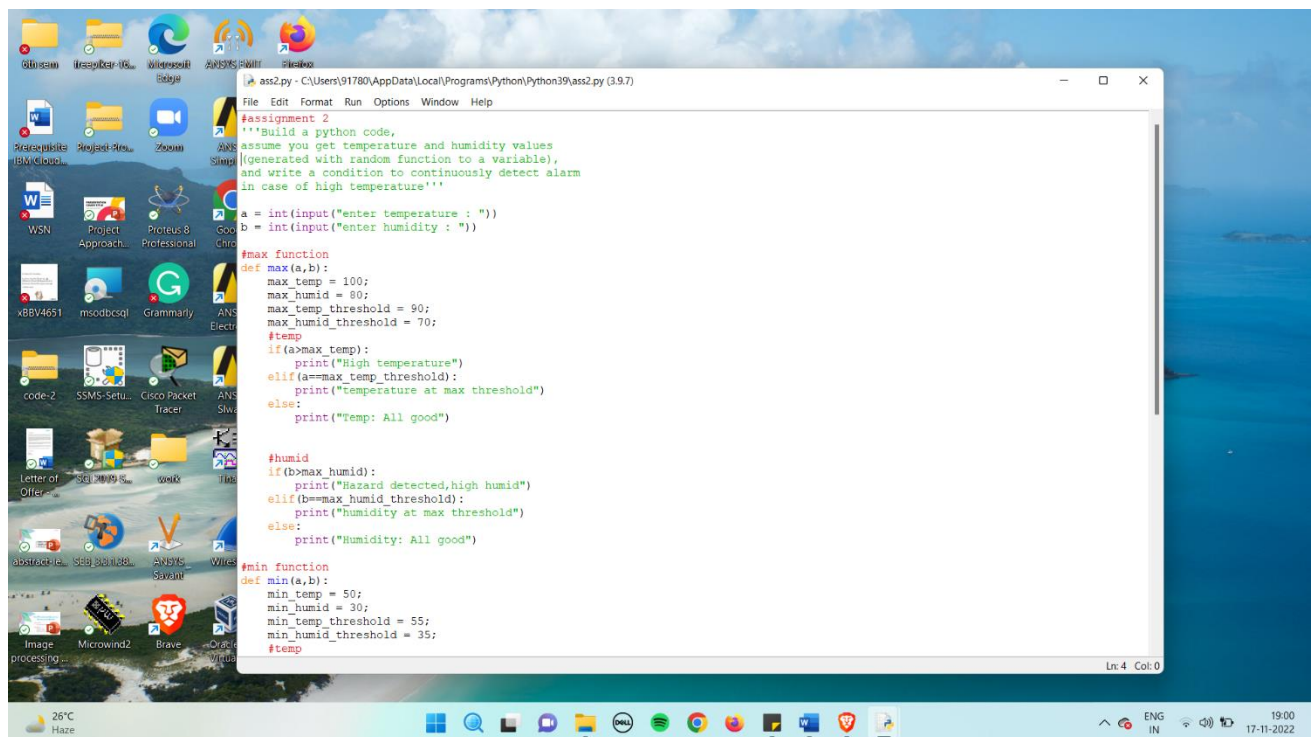 6th sem
Microsoft
Edge
Firefox
Zoom
WSN
Project
Approach...
Proteus 8
Professional
xBBV4651
msodbcsql
Grammarly
code-2
SSMS-Setu...
Cisco Packet
Tracer
Letter of
Offer - ...
work
ANSYS
Savant
Image
processing ...
Microwind2
Brave
ass2.py - C:\Users\91780\AppData\Local\Programs\Python\Python39\ass2.py (3.9.7)
File Edit Format Run Options Window Help
#assignment 2
'''Build a python code,
assume you get temperature and humidity values
(generated with random function to a variable),
and write a condition to continuously detect alarm
in case of high temperature'''
a = int(input("enter temperature : "))
b = int(input("enter humidity : "))
#max function
def max(a,b):
    max_temp = 100;
    max_humid = 80;
    max_temp_threshold = 90;
    max_humid_threshold = 70;
    #temp
    if(a>max_temp):
        print("High temperature")
    elif(a==max_temp_threshold):
        print("temperature at max threshold")
    else:
        print("Temp: All good")
    #humid
    if(b>max_humid):
        print("Hazard detected,high humid")
    elif(b==max_humid_threshold):
        print("humidity at max threshold")
    else:
        print("Humidity: All good")
#min function
def min(a,b):
    min_temp = 50;
    min_humid = 30;
    min_temp_threshold = 55;
    min_humid_threshold = 35;
    #temp
Ln: 4 Col: 0
26°C
Haze
DELL
ENG
IN
19:00
17-11-2022